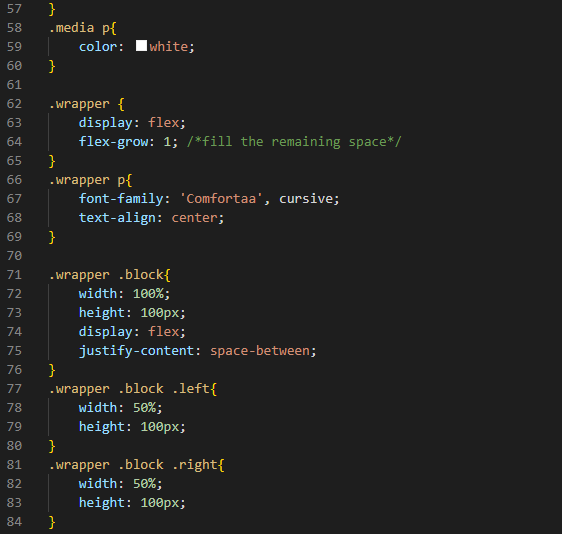 57 }
58 .media p{
59 color: white;
60 }
61
62 .wrapper {
63 display: flex;
64 flex-grow: 1; /*fill the remaining space*/
65 }
66 .wrapper p{
67 font-family: 'Comfortaa', cursive;
68 text-align: center;
69 }
70
71 .wrapper .block{
72 width: 100%;
73 height: 100px;
74 display: flex;
75 justify-content: space-between;
76 }
77 .wrapper .block .left{
78 width: 50%;
79 height: 100px;
80 }
81 .wrapper .block .right{
82 width: 50%;
83 height: 100px;
84 }